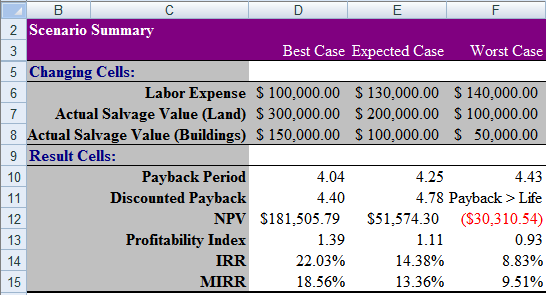 B C D E F
2 Scenario Summary
3 Best Case Expected Case Worst Case
5 Changing Cells:
6 Labor Expense $ 100,000.00 $ 130,000.00 $ 140,000.00
7 Actual Salvage Value (Land) $ 300,000.00 $ 200,000.00 $ 100,000.00
8 Actual Salvage Value (Buildings) $ 150,000.00 $ 100,000.00 $ 50,000.00
9 Result Cells:
10 Payback Period 4.04 4.25 4.43
11 Discounted Payback 4.40 4.78 Payback > Life
12 NPV $181,505.79 $51,574.30 ($30,310.54)
13 Profitability Index 1.39 1.11 0.93
14 IRR 22.03% 14.38% 8.83%
15 MIRR 18.56% 13.36% 9.51%